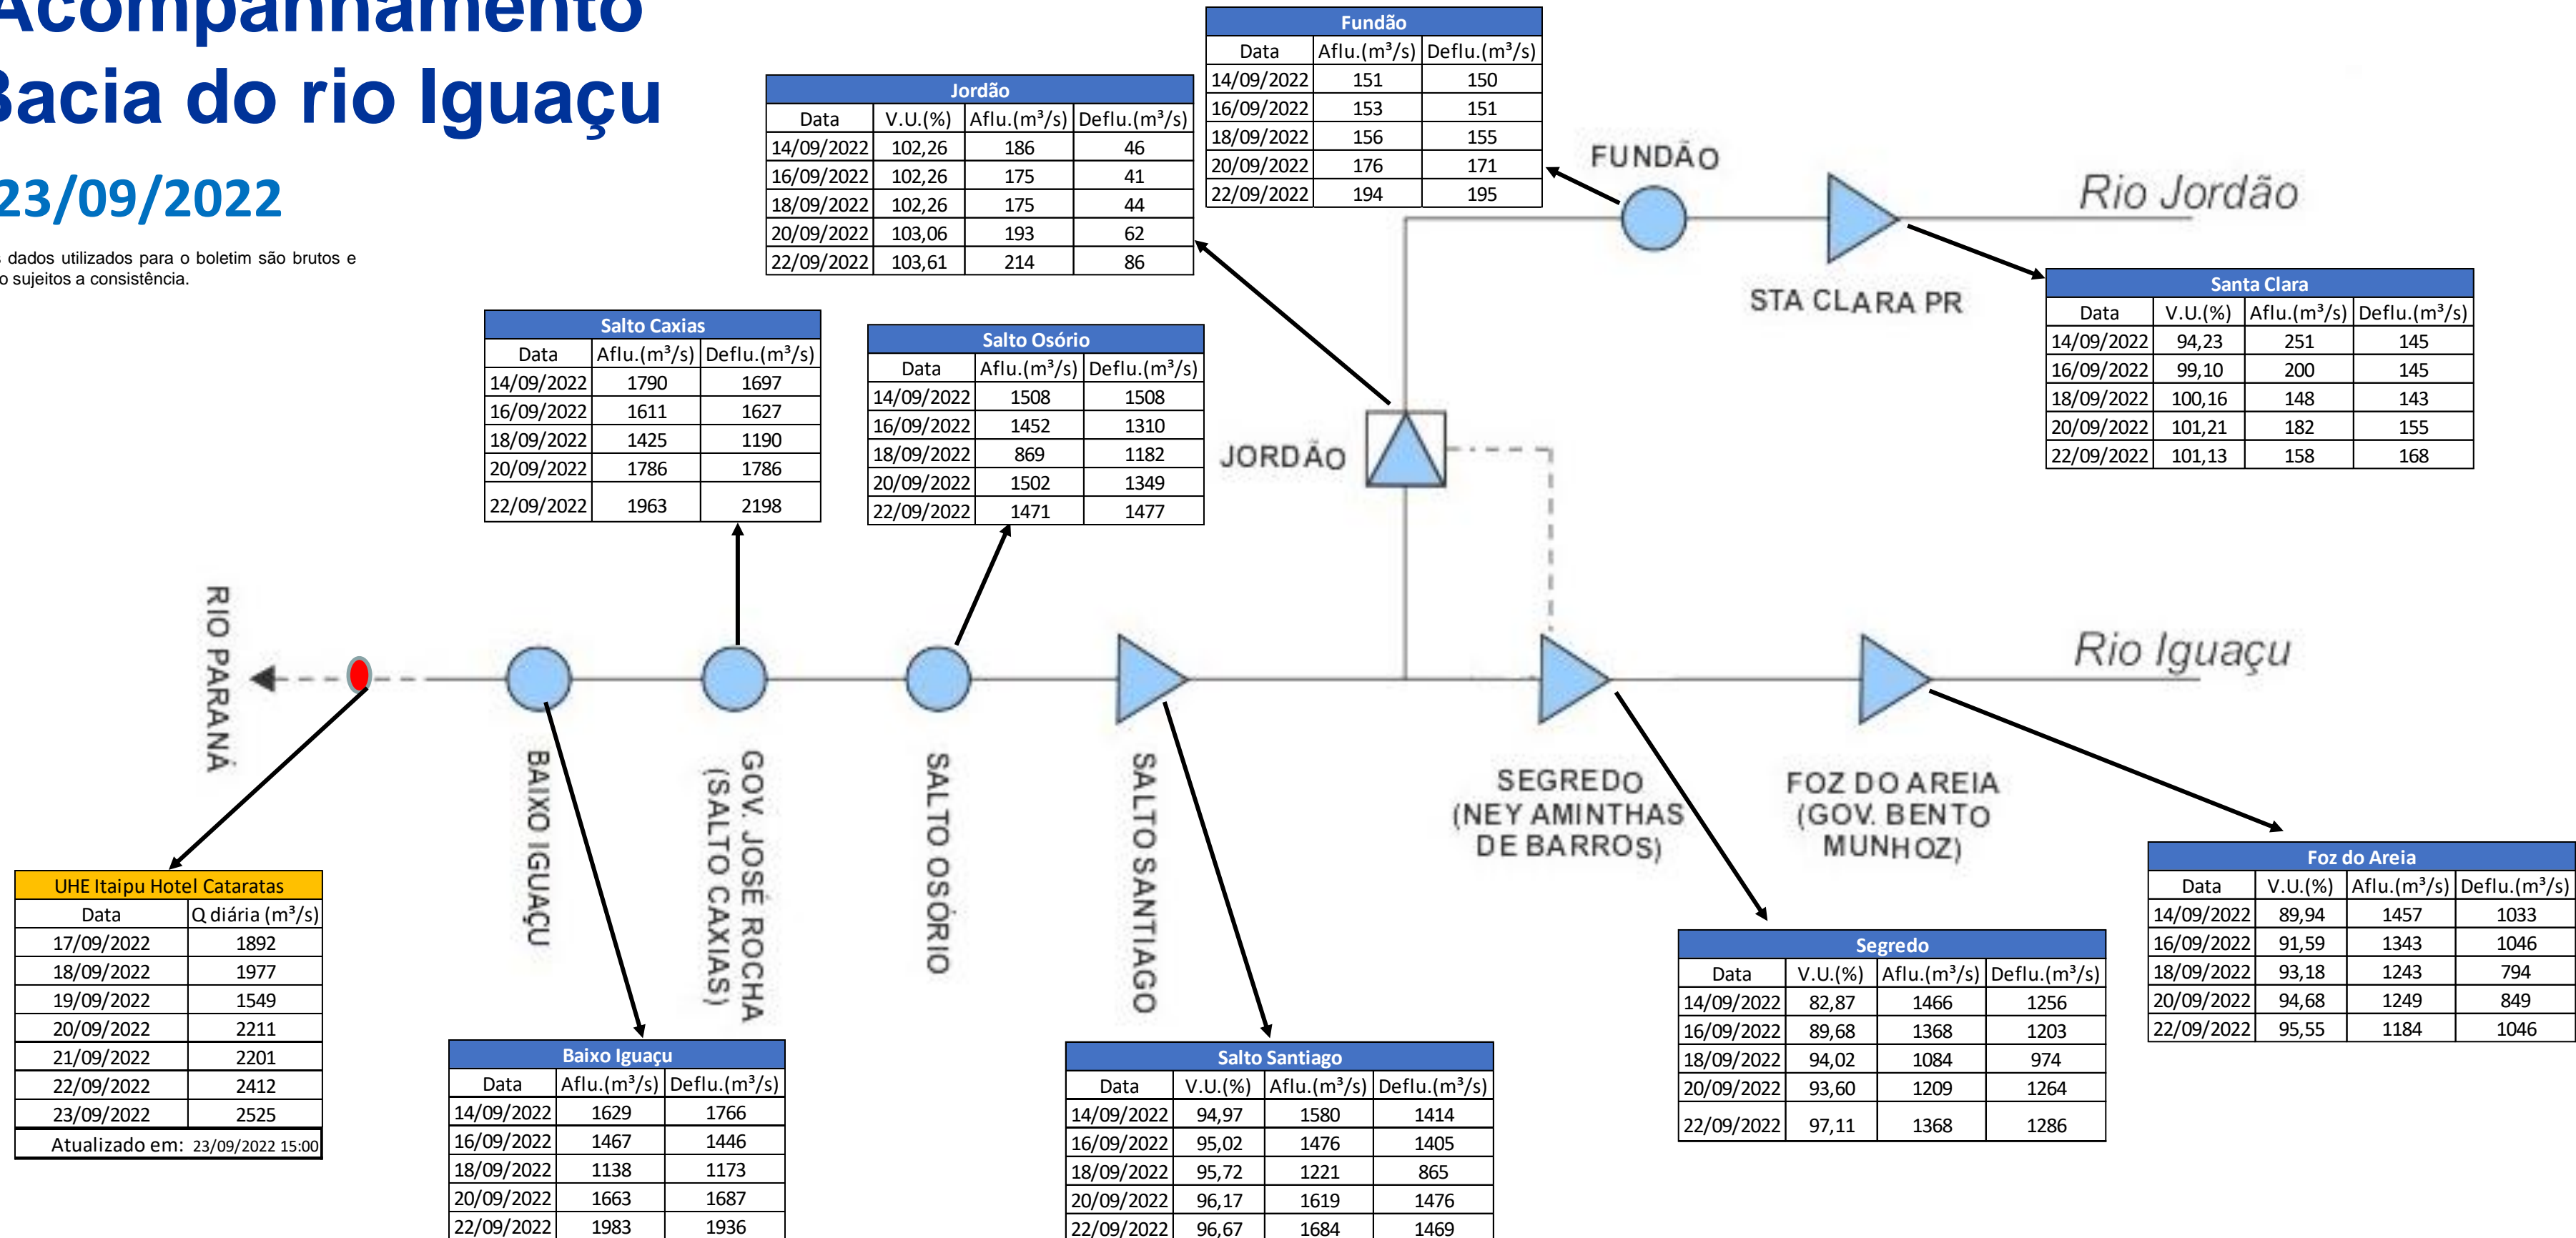 Acompanhamento
Bacia do rio Iguaçu
23/09/2022
s dados utilizados para o boletim são brutos e
o sujeitos a consistência.
Fundão
Data Aflu.(m³/s) Deflu.(m³/s)
14/09/2022 151 150
16/09/2022 153 151
18/09/2022 156 155
20/09/2022 176 171
22/09/2022 194 195
Jordão
Data V.U.(%) Aflu.(m³/s) Deflu.(m³/s)
14/09/2022 102,26 186 46
16/09/2022 102,26 175 41
18/09/2022 102,26 175 44
20/09/2022 103,06 193 62
22/09/2022 103,61 214 86
FUNDÃO
Rio Jordão
STA CLARA PR
Santa Clara
Data V.U.(%) Aflu.(m³/s) Deflu.(m³/s)
14/09/2022 94,23 251 145
16/09/2022 99,10 200 145
18/09/2022 100,16 148 143
20/09/2022 101,21 182 155
22/09/2022 101,13 158 168
Salto Caxias
Data Aflu.(m³/s) Deflu.(m³/s)
14/09/2022 1790 1697
16/09/2022 1611 1627
18/09/2022 1425 1190
20/09/2022 1786 1786
22/09/2022 1963 2198
Salto Osório
Data Aflu.(m³/s) Deflu.(m³/s)
14/09/2022 1508 1508
16/09/2022 1452 1310
18/09/2022 869 1182
20/09/2022 1502 1349
22/09/2022 1471 1477
JORDÃO
RIO PARANÁ
Rio Iguaçu
BAIXO IGUAÇU
GOV. JOSÉ ROCHA
(SALTO CAXIAS)
SALTO OSÓRIO
SALTO SANTIAGO
SEGREDO
(NEY AMINTHAS
DE BARROS)
FOZ DO AREIA
(GOV. BENTO
MUNHOZ)
UHE Itaipu Hotel Cataratas
Data Q diária (m³/s)
17/09/2022 1892
18/09/2022 1977
19/09/2022 1549
20/09/2022 2211
21/09/2022 2201
22/09/2022 2412
23/09/2022 2525
Atualizado em: 23/09/2022 15:00
Baixo Iguaçu
Data Aflu.(m³/s) Deflu.(m³/s)
14/09/2022 1629 1766
16/09/2022 1467 1446
18/09/2022 1138 1173
20/09/2022 1663 1687
22/09/2022 1983 1936
Salto Santiago
Data V.U.(%) Aflu.(m³/s) Deflu.(m³/s)
14/09/2022 94,97 1580 1414
16/09/2022 95,02 1476 1405
18/09/2022 95,72 1221 865
20/09/2022 96,17 1619 1476
22/09/2022 96,67 1684 1469
Segredo
Data V.U.(%) Aflu.(m³/s) Deflu.(m³/s)
14/09/2022 82,87 1466 1256
16/09/2022 89,68 1368 1203
18/09/2022 94,02 1084 974
20/09/2022 93,60 1209 1264
22/09/2022 97,11 1368 1286
Foz do Areia
Data V.U.(%) Aflu.(m³/s) Deflu.(m³/s)
14/09/2022 89,94 1457 1033
16/09/2022 91,59 1343 1046
18/09/2022 93,18 1243 794
20/09/2022 94,68 1249 849
22/09/2022 95,55 1184 1046